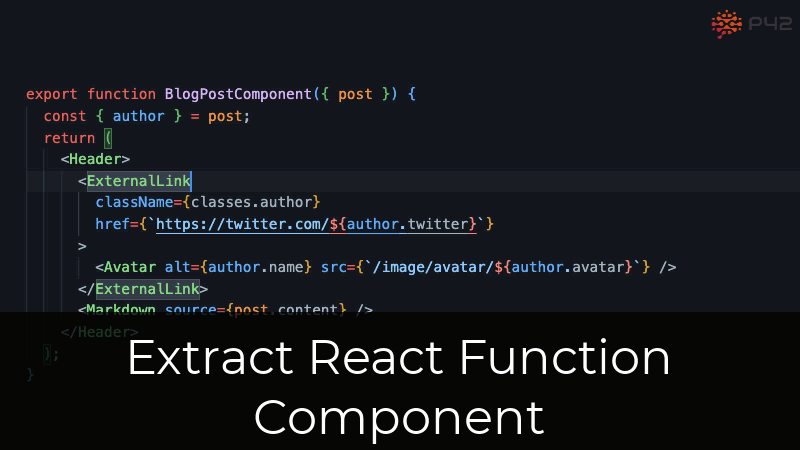 P42
export function BlogPostComponent({ post }) {
const { author } = post;
return (
<Header>
<ExternalLink
className={classes.author}
href={`https://twitter.com/${author.twitter}`}
>
<Avatar alt={author.name} src={`/image/avatar/${author.avatar}`} />
</ExternalLink>
<Markdown source={post.content} />
</Header>
);
}
Extract React Function
Component